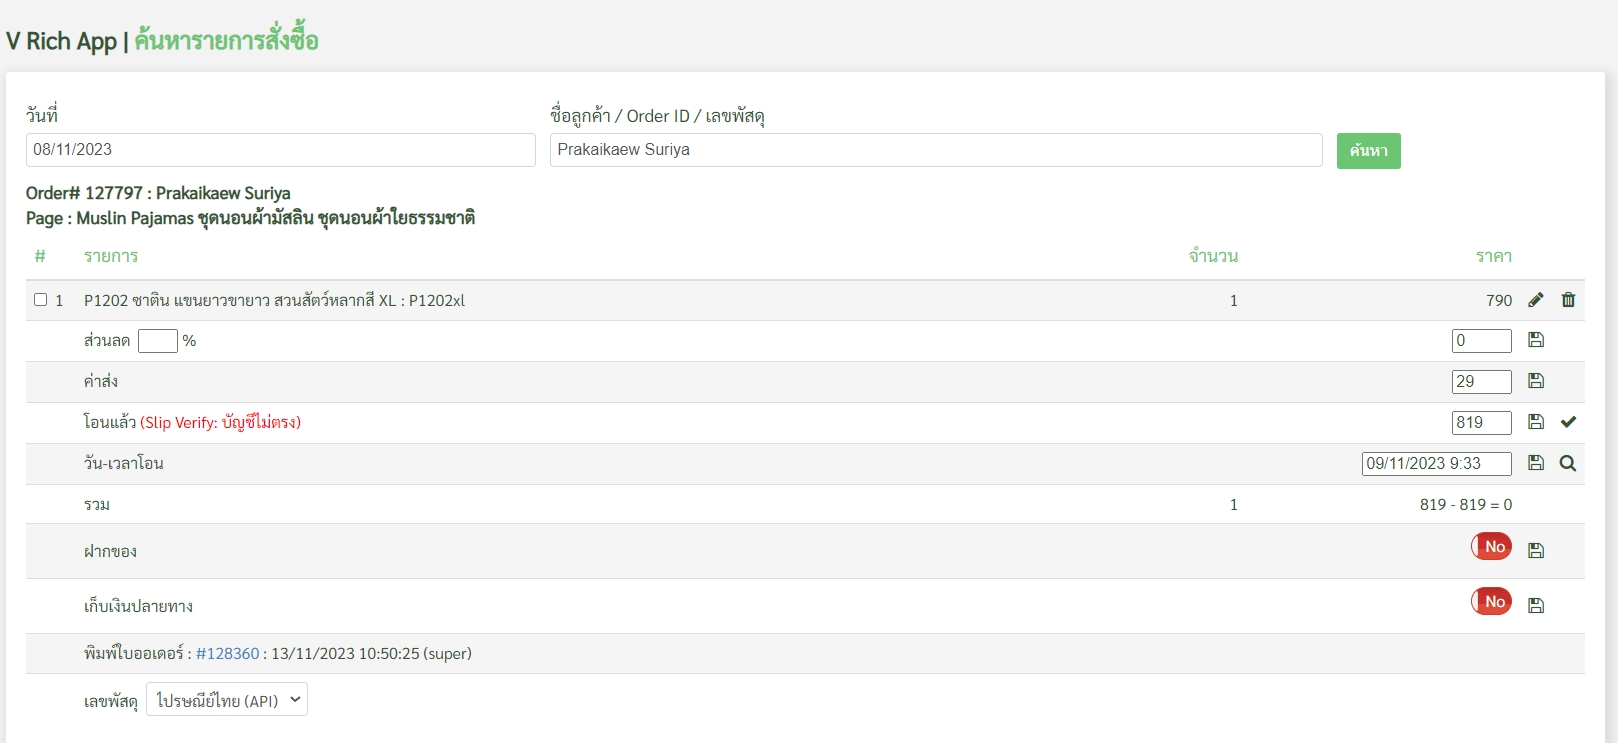 V Rich App | ค้นหารายการสั่งซื้อ
วันที่ ชื่อลูกค้า / Order ID / เลขพัสดุ
08/11/2023 Prakaikaew Suriya ค้นหา
Order# 127797 : Prakaikaew Suriya
Page : Muslin Pajamas ชุดนอนผ้ามัสลิน ชุดนอนผ้าใยธรรมชาติ
# รายการ จำนวน ราคา
1 P1202 ซาติน แขนยาวขายาว สวนสัตว์หลากสี XL : P1202xl 1 790
ส่วนลด % 0
ค่าส่ง 29
โอนแล้ว (Slip Verify: บัญชีไม่ตรง) 819
วัน-เวลาโอน 09/11/2023 9:33
รวม 1 819 - 819 = 0
ฝากของ No
เก็บเงินปลายทาง No
พิมพ์ใบออเดอร์ : #128360 : 13/11/2023 10:50:25 (super)
เลขพัสดุ ไปรษณีย์ไทย (API)